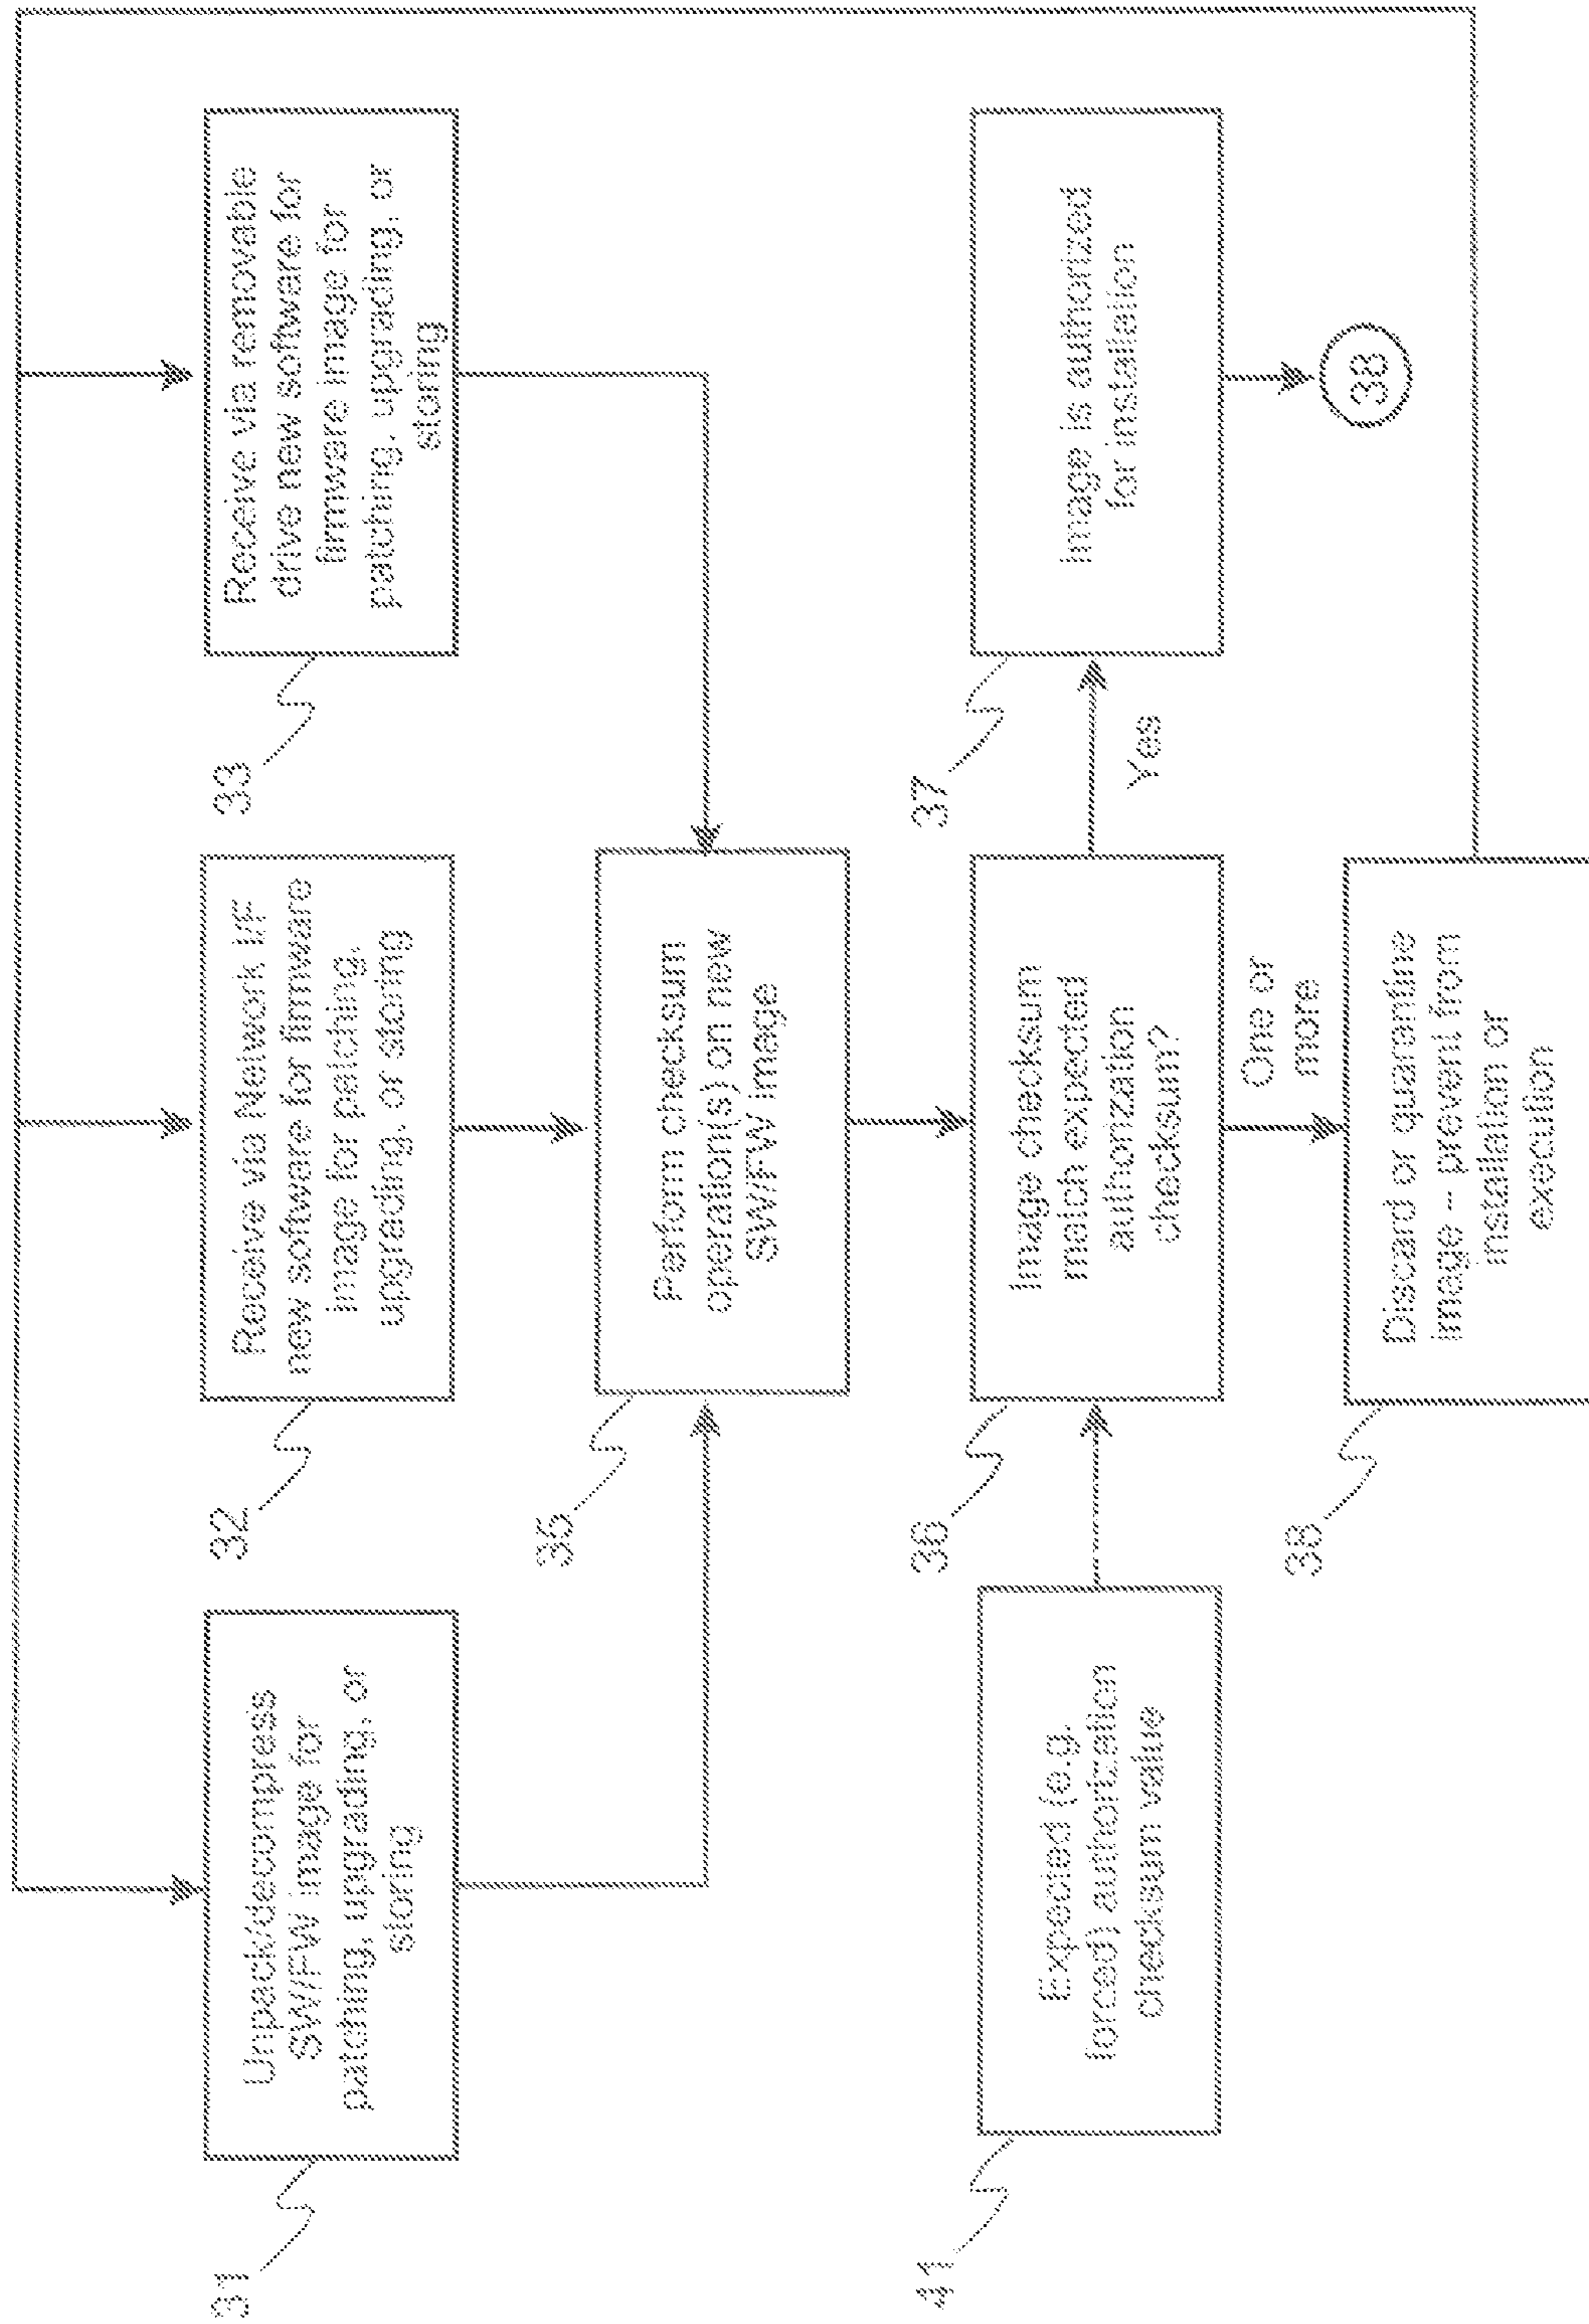 Unpack/decompress
SW/FW image for
patching, upgrading, or
storing
31
Receive via Network I/F
new software for firmware
image for patching,
upgrading, or storing
32
Receive via removable
drive new software for
firmware image for
patching, upgrading, or
storing
33
Perform checksum
operation(s) on new
SW/FW image
35
Expected (e.g.
forced) authorization
checksum value
41
Image checksum
match expected
authorization
checksum?
36
Yes
Image is authorized
for installation
37
38
One or
more
Discard or quarantine
image – prevent from
installation or
execution
38